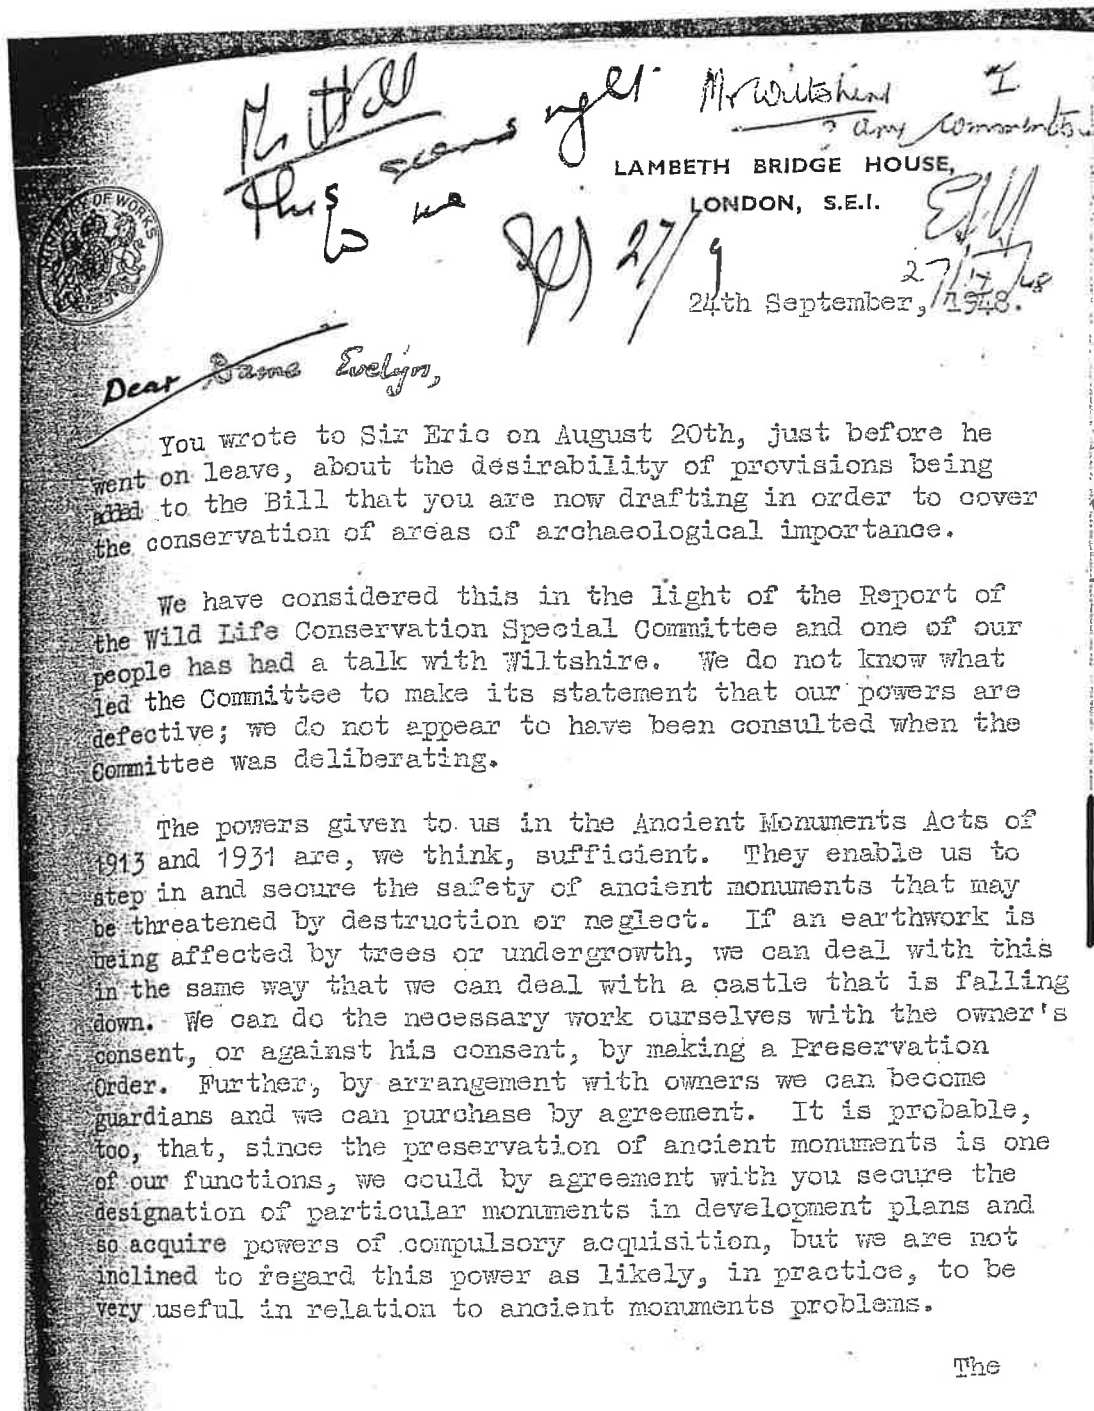 Mr Hill
This seems right
to me
27/9
Mr Wiltshire
? any comments.
I
LAMBETH BRIDGE HOUSE,
LONDON, S.E.I.
27/IX/48
MINISTRY OF WORKS
24th September, 1948.
Dear Dame Evelyn,
You wrote to Sir Eric on August 20th, just before he
went on leave, about the desirability of provisions being
added to the Bill that you are now drafting in order to cover
the conservation of areas of archaeological importance.
We have considered this in the light of the Report of
the Wild Life Conservation Special Committee and one of our
people has had a talk with Wiltshire. We do not know what
led the Committee to make its statement that our powers are
defective; we do not appear to have been consulted when the
Committee was deliberating.
The powers given to us in the Ancient Monuments Acts of
1913 and 1931 are, we think, sufficient. They enable us to
step in and secure the safety of ancient monuments that may
be threatened by destruction or neglect. If an earthwork is
being affected by trees or undergrowth, we can deal with this
in the same way that we can deal with a castle that is falling
down. We can do the necessary work ourselves with the owner's
consent, or against his consent, by making a Preservation
Order. Further, by arrangement with owners we can become
guardians and we can purchase by agreement. It is probable,
too, that, since the preservation of ancient monuments is one
of our functions, we could by agreement with you secure the
designation of particular monuments in development plans and
so acquire powers of compulsory acquisition, but we are not
inclined to regard this power as likely, in practice, to be
very useful in relation to ancient monuments problems.
The